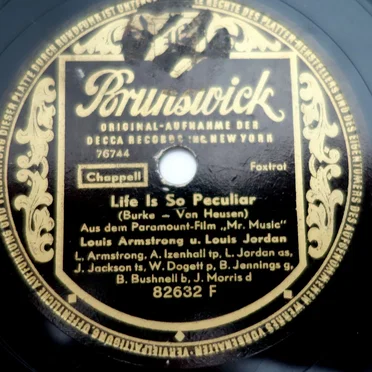 Brunswick
ORIGINAL-AUFNAHME DER
DECCA RECORDS INC. NEW YORK
76744
Chappell
Foxtrot
Life Is So Peculiar
(Burke – Van Heusen)
Aus dem Paramount-Film „Mr. Music"
Louis Armstrong u. Louis Jordan
L. Armstrong, A. Izenhall tp, L. Jordan as,
J. Jackson ts, W. Dogett p, B. Jennings g,
B. Bushnell b, J. Morris d
82632 F